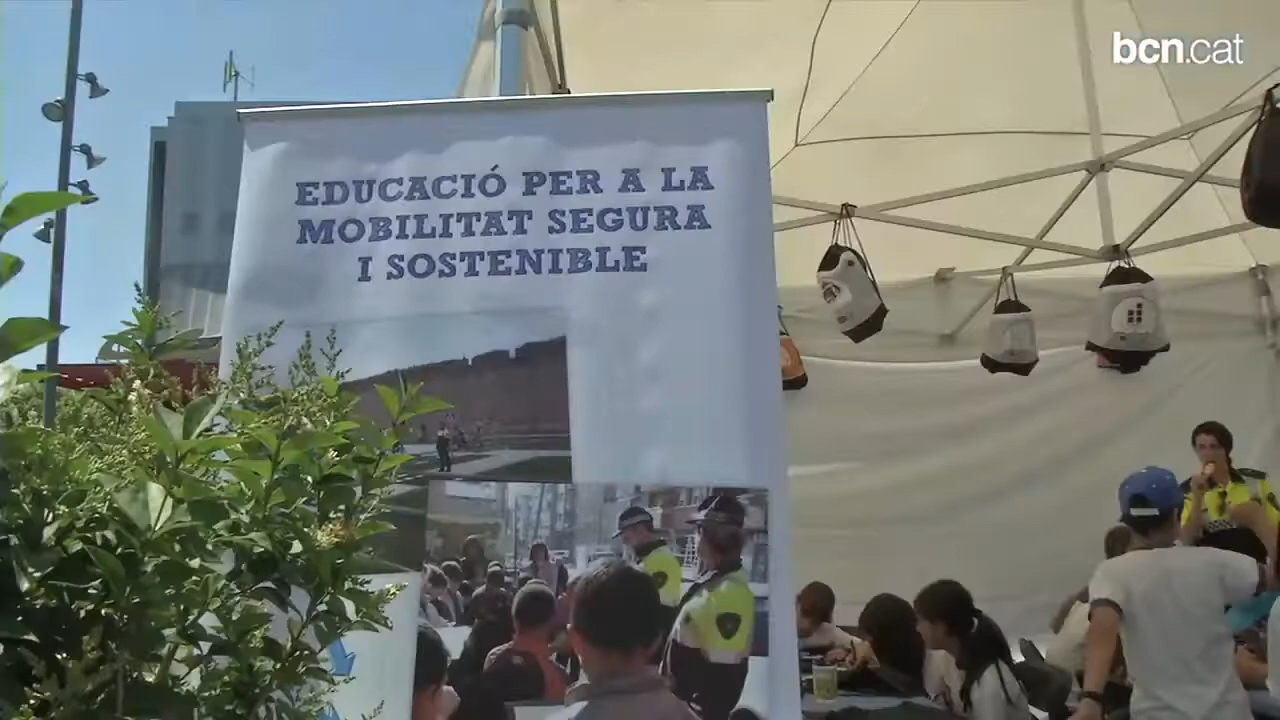 bcn.cat
EDUCACIÓ PER A LA
MOBILITAT SEGURA
I SOSTENIBLE